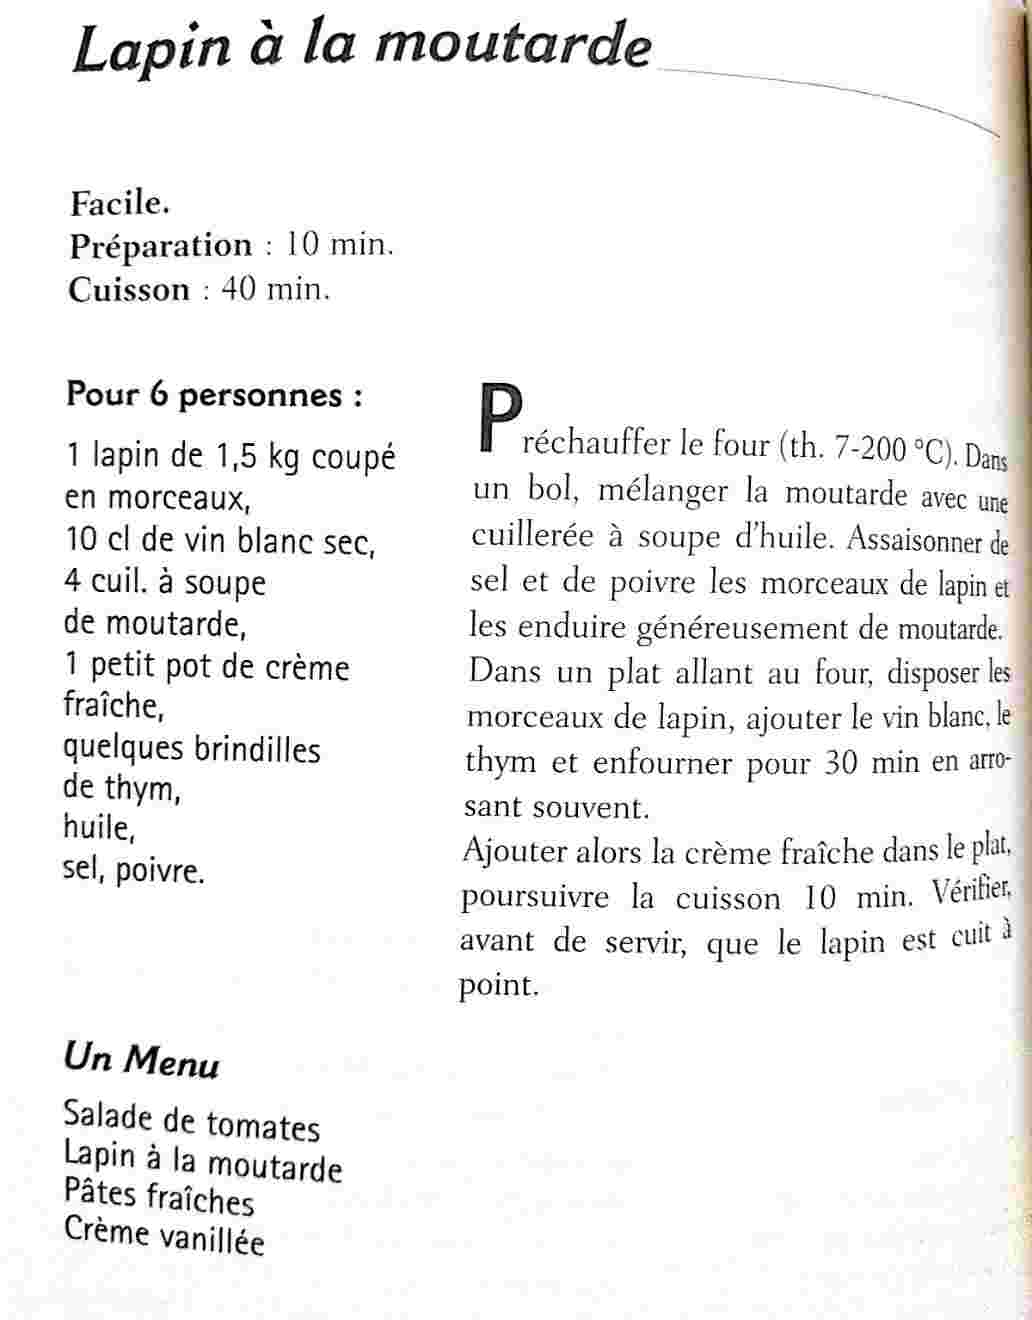 Lapin à la moutarde
Facile.
Préparation : 10 min.
Cuisson : 40 min.
Pour 6 personnes :
1 lapin de 1,5 kg coupé
en morceaux,
10 cl de vin blanc sec,
4 cuil. à soupe
de moutarde,
1 petit pot de crème
fraîche,
quelques brindilles
de thym,
huile,
sel, poivre.
Préchauffer le four (th. 7-200 °C). Dans
un bol, mélanger la moutarde avec une
cuillerée à soupe d'huile. Assaisonner de
sel et de poivre les morceaux de lapin et
les enduire généreusement de moutarde.
Dans un plat allant au four, disposer les
morceaux de lapin, ajouter le vin blanc, le
thym et enfourner pour 30 min en arro-
sant souvent.
Ajouter alors la crème fraîche dans le plat,
poursuivre la cuisson 10 min. Vérifier,
avant de servir, que le lapin est cuit à
point.
Un Menu
Salade de tomates
Lapin à la moutarde
Pâtes fraîches
Crème vanillée